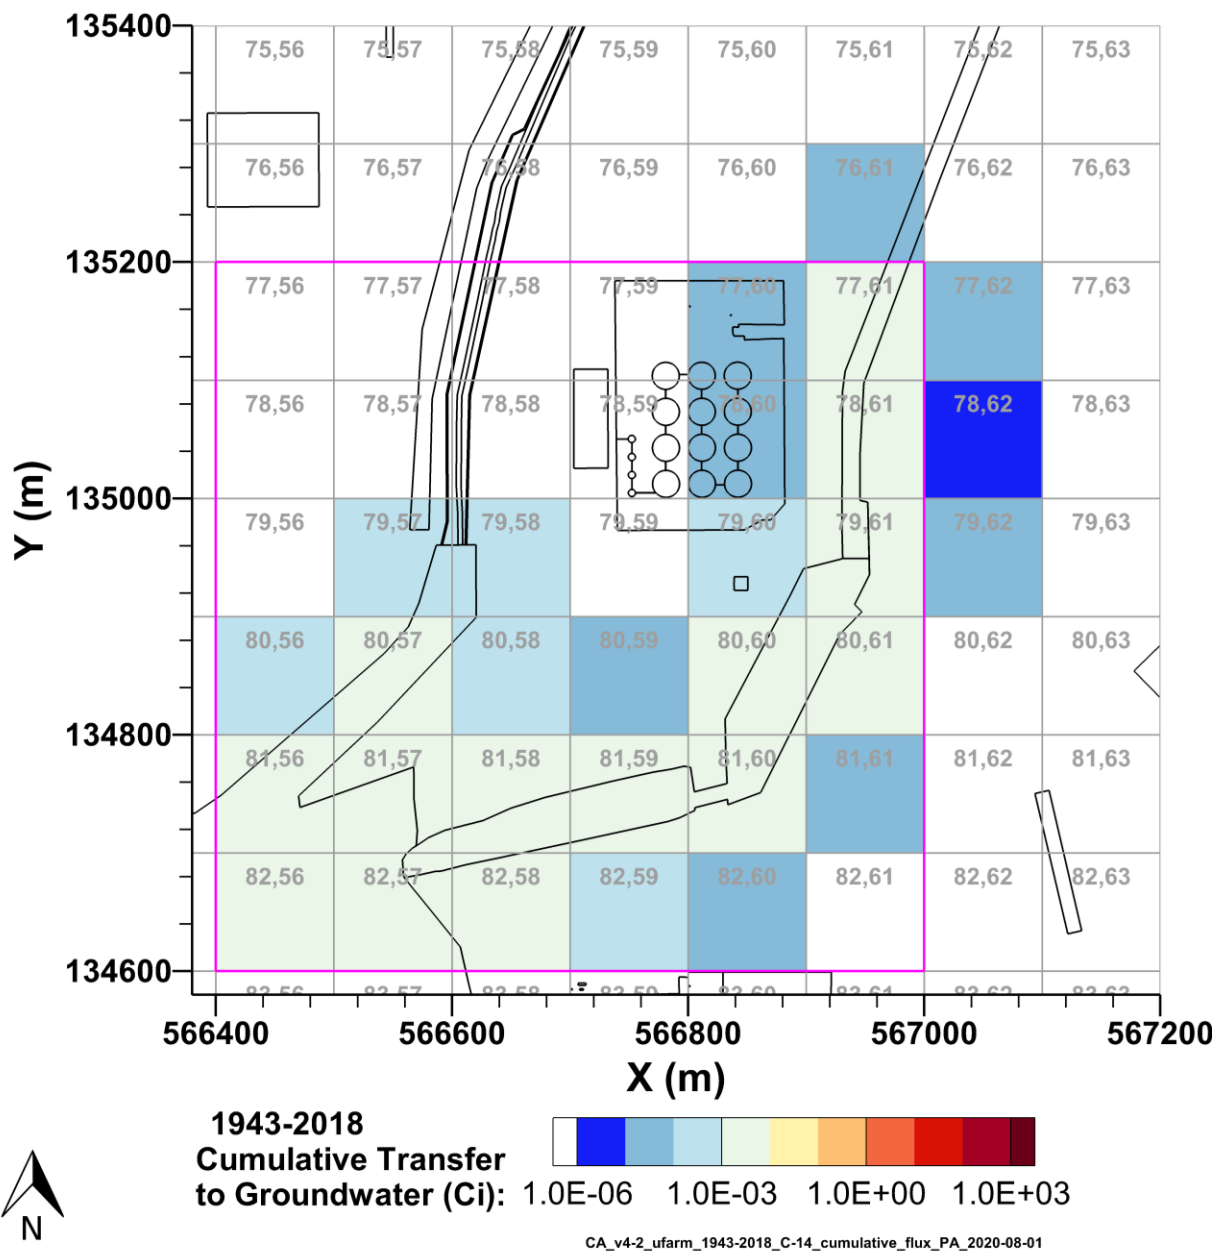 135400
75,56 75,57 75,58 75,59 75,60 75,61 75,62 75,63
76,56 76,57 76,58 76,59 76,60 76,61 76,62 76,63
135200
77,56 77,57 77,58 77,59 77,60 77,61 77,62 77,63
78,56 78,57 78,58 78,59 78,60 78,61 78,62 78,63
Y (m)
135000
79,56 79,57 79,58 79,59 79,60 79,61 79,62 79,63
80,56 80,57 80,58 80,59 80,60 80,61 80,62 80,63
134800
81,56 81,57 81,58 81,59 81,60 81,61 81,62 81,63
82,56 82,57 82,58 82,59 82,60 82,61 82,62 82,63
134600
566400 566600 566800 567000 567200
X (m)
1943-2018
Cumulative Transfer
to Groundwater (Ci): 1.0E-06 1.0E-03 1.0E+00 1.0E+03
N
CA_v4-2_ufarm_1943-2018_C-14_cumulative_flux_PA_2020-08-01